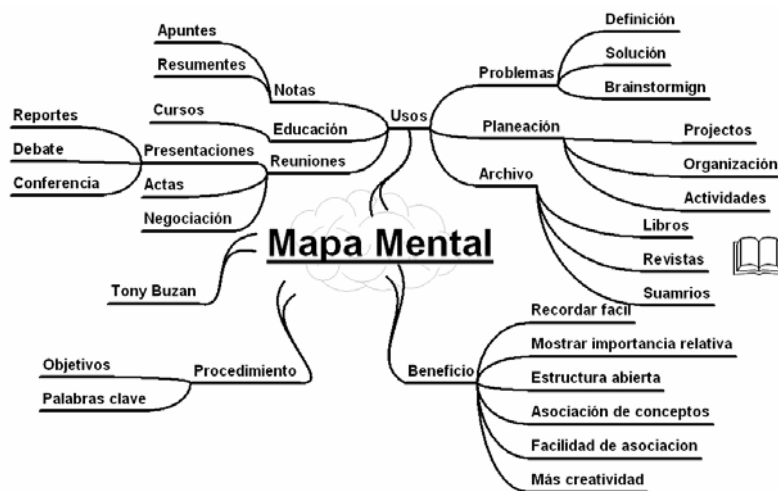 Mapa Mental
Usos
Notas
Apuntes
Resumentes
Educación
Cursos
Reuniones
Presentaciones
Reportes
Debate
Conferencia
Actas
Negociación
Problemas
Definición
Solución
Brainstormign
Planeación
Projectos
Organización
Actividades
Archivo
Libros
Revistas
Suamrios
Tony Buzan
Procedimiento
Objetivos
Palabras clave
Beneficio
Recordar facil
Mostrar importancia relativa
Estructura abierta
Asociación de conceptos
Facilidad de asociacion
Más creatividad